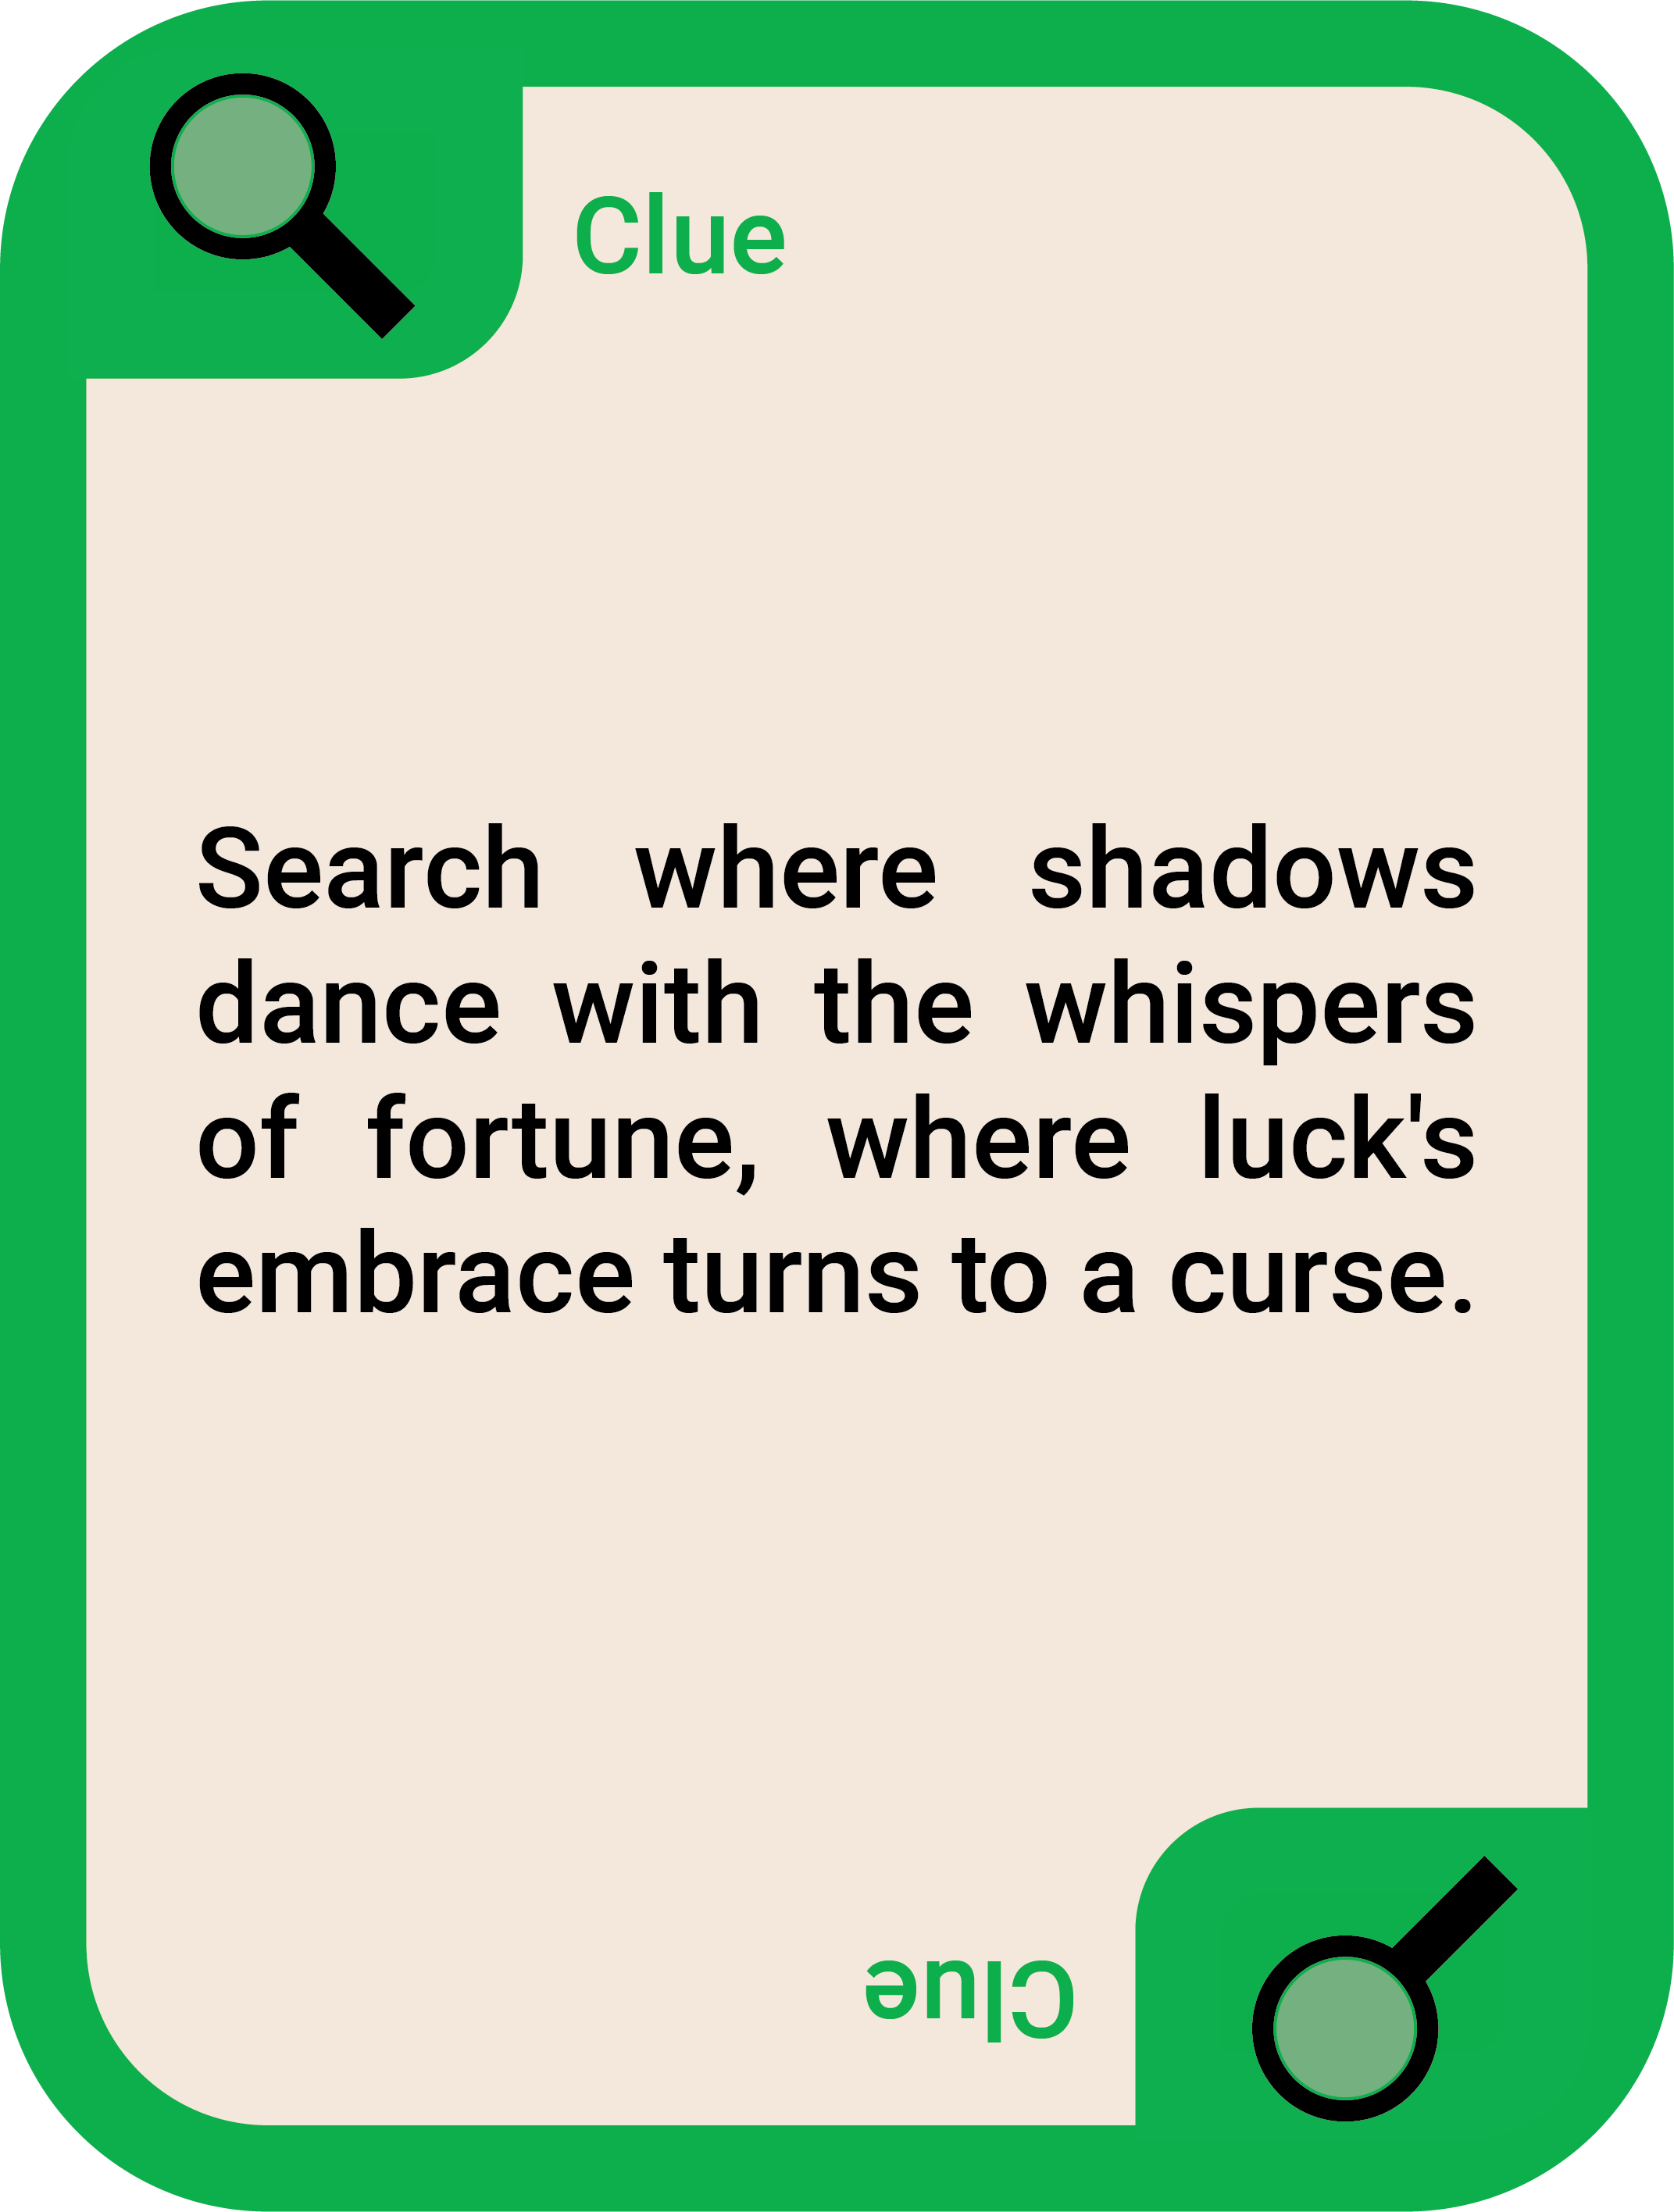 Clue
Search where shadows
dance with the whispers
of fortune, where luck's
embrace turns to a curse.
Clue